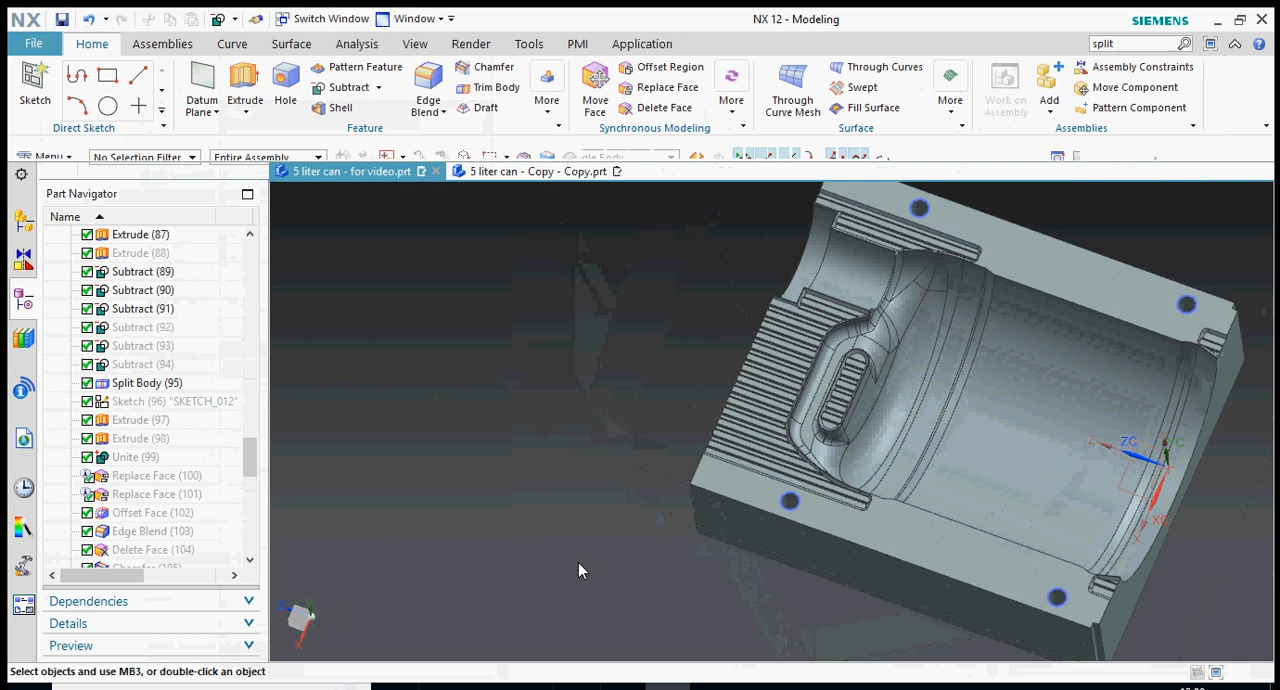 NX Switch Window Window NX 12 - Modeling SIEMENS
File Home Assemblies Curve Surface Analysis View Render Tools PMI Application split
Sketch
Direct Sketch
Datum Plane Extrude Hole
Pattern Feature
Subtract
Shell
Edge Blend
Chamfer
Trim Body
Draft
More
Feature
Move Face
Offset Region
Replace Face
Delete Face
More
Synchronous Modeling
Through Curve Mesh
Through Curves
Swept
Fill Surface
More
Surface
Work on Assembly
Add
Assembly Constraints
Move Component
Pattern Component
Assemblies
Menu No Selection Filter Entire Assembly
5 liter can - for video.prt 5 liter can - Copy - Copy.prt
Part Navigator
Name
Extrude (87)
Extrude (88)
Subtract (89)
Subtract (90)
Subtract (91)
Subtract (92)
Subtract (93)
Subtract (94)
Split Body (95)
Sketch (96) "SKETCH_012"
Extrude (97)
Extrude (98)
Unite (99)
Replace Face (100)
Replace Face (101)
Offset Face (102)
Edge Blend (103)
Delete Face (104)
Chamfer (105)
Dependencies
Details
Preview
Z ZC YC
XC
X
X
Select objects and use MB3, or double-click an object